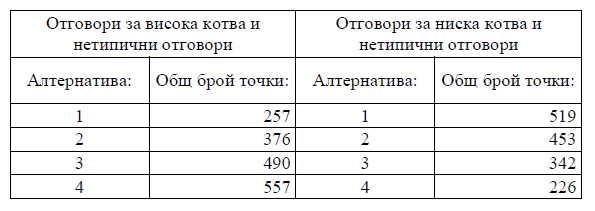 Отговори за висока котва и нетипични отговори
Отговори за ниска котва и нетипични отговори
Алтернатива: Общ брой точки: Алтернатива: Общ брой точки:
1 257 1 519
2 376 2 453
3 490 3 342
4 557 4 226